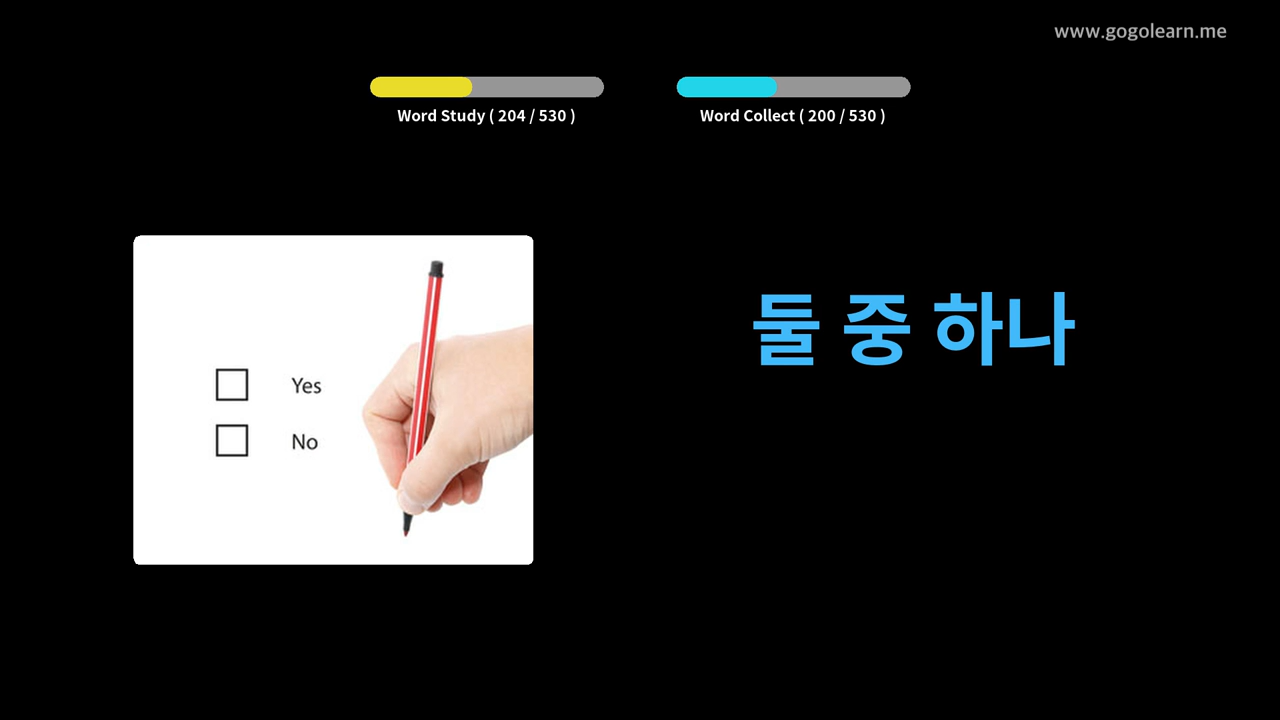 www.gogolearn.me
Word Study ( 204 / 530 )
Word Collect ( 200 / 530 )
둘 중 하나
Yes
No